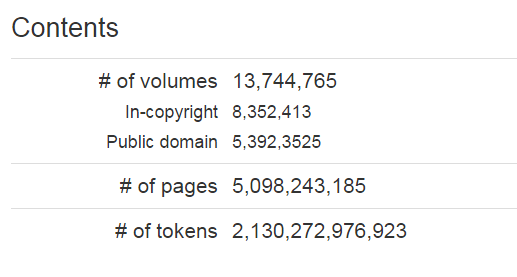 Contents
# of volumes 13,744,765
In-copyright 8,352,413
Public domain 5,392,3525
# of pages 5,098,243,185
# of tokens 2,130,272,976,923